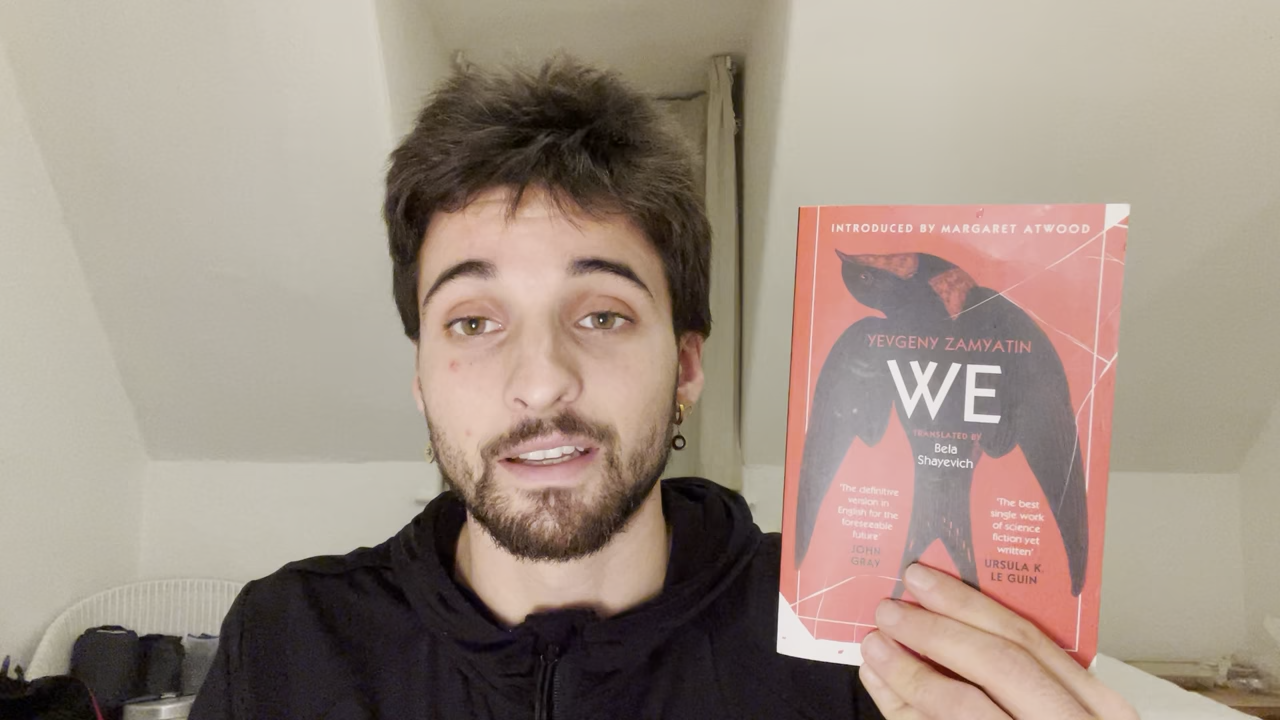 INTRODUCED BY MARGARET ATWOOD
YEVGENY ZAMYATIN
WE
TRANSLATED BY
Bela
Shayevich
'The definitive
version in
English for the
foreseeable
future'
JOHN
GRAY
'The best
single work
of science
fiction yet
written'
URSULA K.
LE GUIN